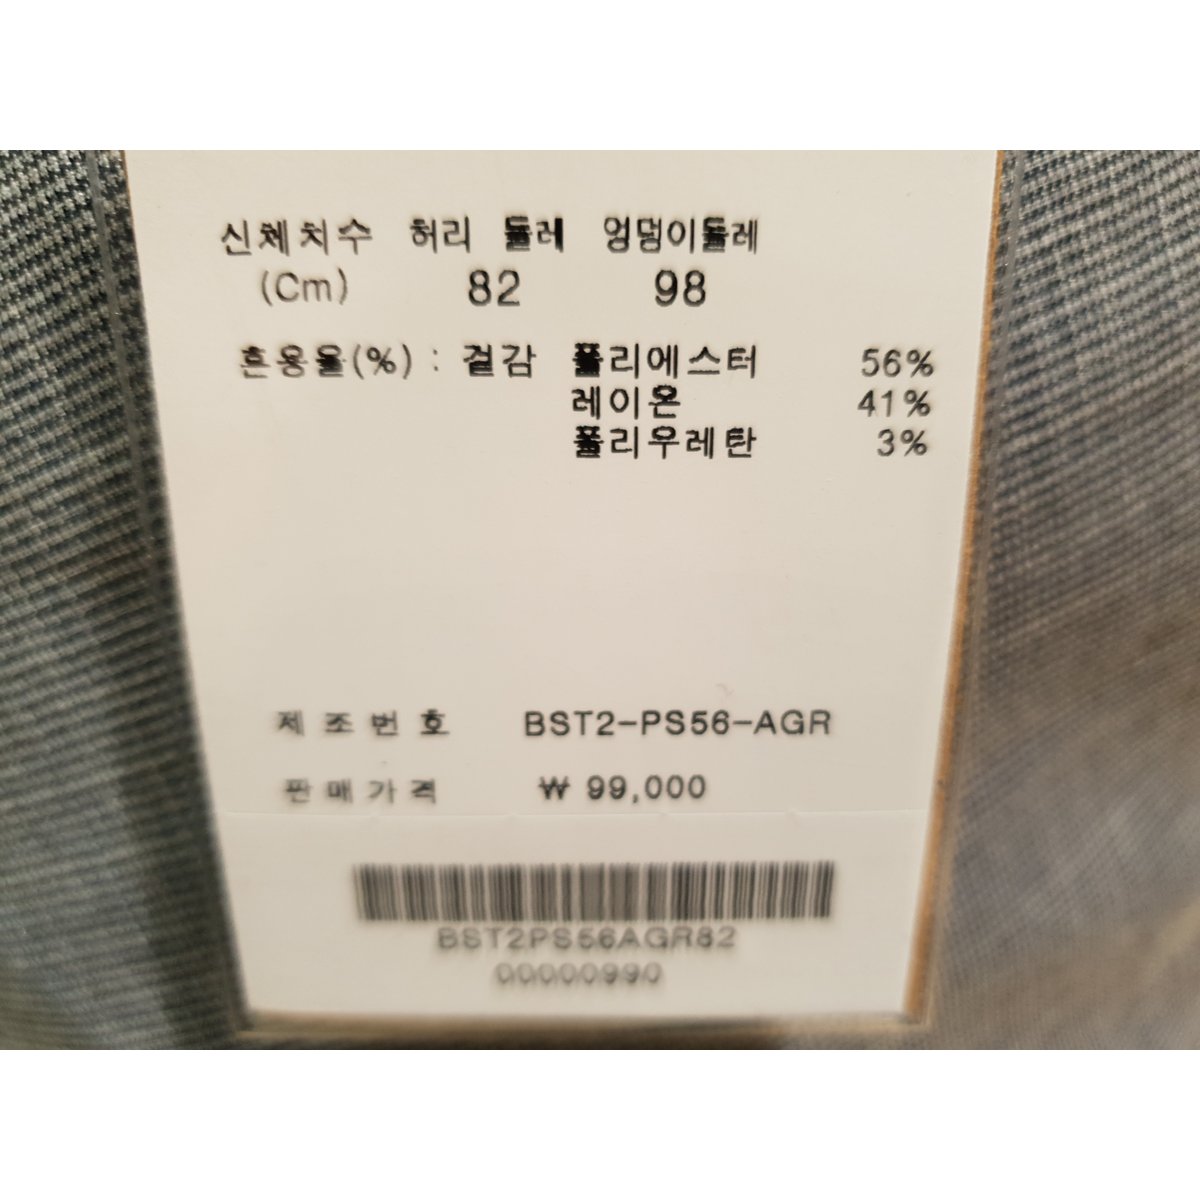 신체치수 허리 둘레 엉덩이둘레
(Cm) 82 98
혼용율(%) : 겉감 폴리에스터 56%
레이온 41%
폴리우레탄 3%
제조번호 BST2-PS56-AGR
판매가격 ₩ 99,000
BST2PS56AGR82
00000990